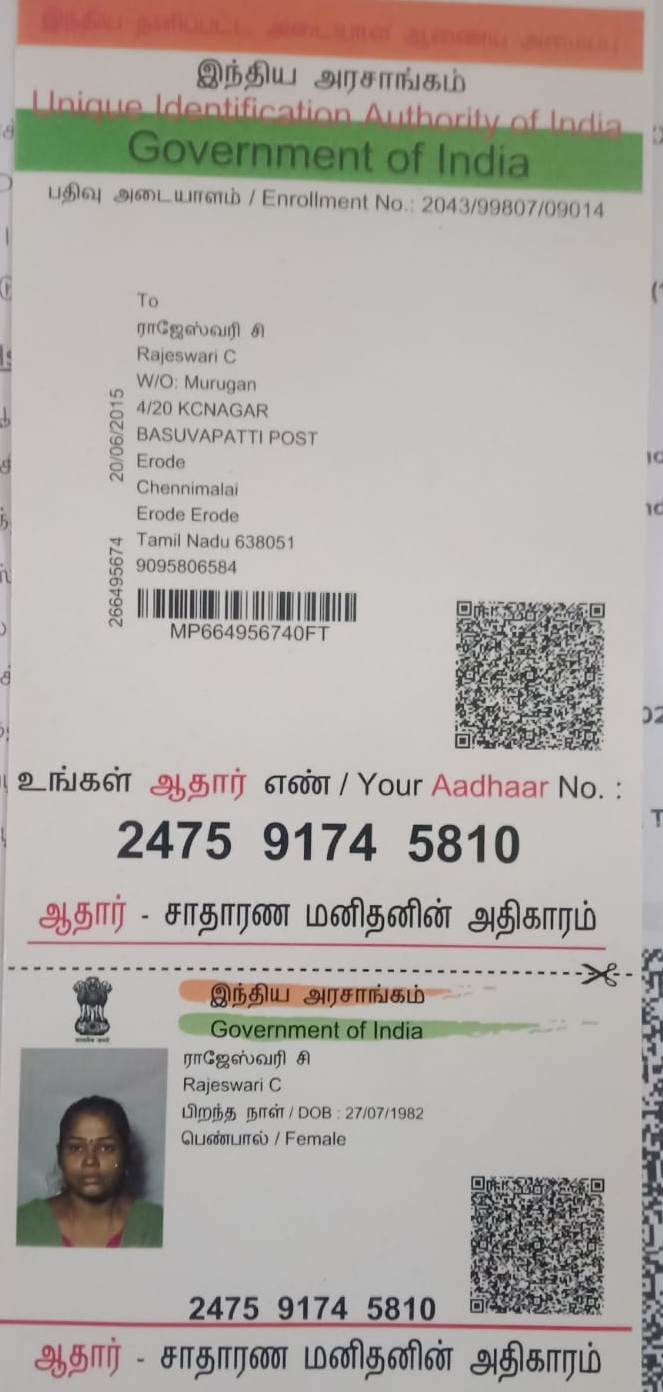 இந்திய தனிப்பட்ட
இந்திய அரசாங்கம்
Unique Identification Authority of India
Government of India
பதிவு அடையாளம் / Enrollment No.: 2043/99807/09014
To
ராஜேஸ்வரி சி
Rajeswari C
W/O: Murugan
4/20 KCNAGAR
BASUVAPATTI POST
Erode
Chennimalai
Erode Erode
Tamil Nadu 638051
9095806584
266495674 20/06/2015
MP664956740FT
உங்கள் ஆதார் எண் / Your Aadhaar No. :
2475 9174 5810
ஆதார் - சாதாரண மனிதனின் அதிகாரம்
இந்திய அரசாங்கம்
Government of India
ராஜேஸ்வரி சி
Rajeswari C
பிறந்த நாள் / DOB : 27/07/1982
பெண்பால் / Female
2475 9174 5810
ஆதார் - சாதாரண மனிதனின் அதிகாரம்